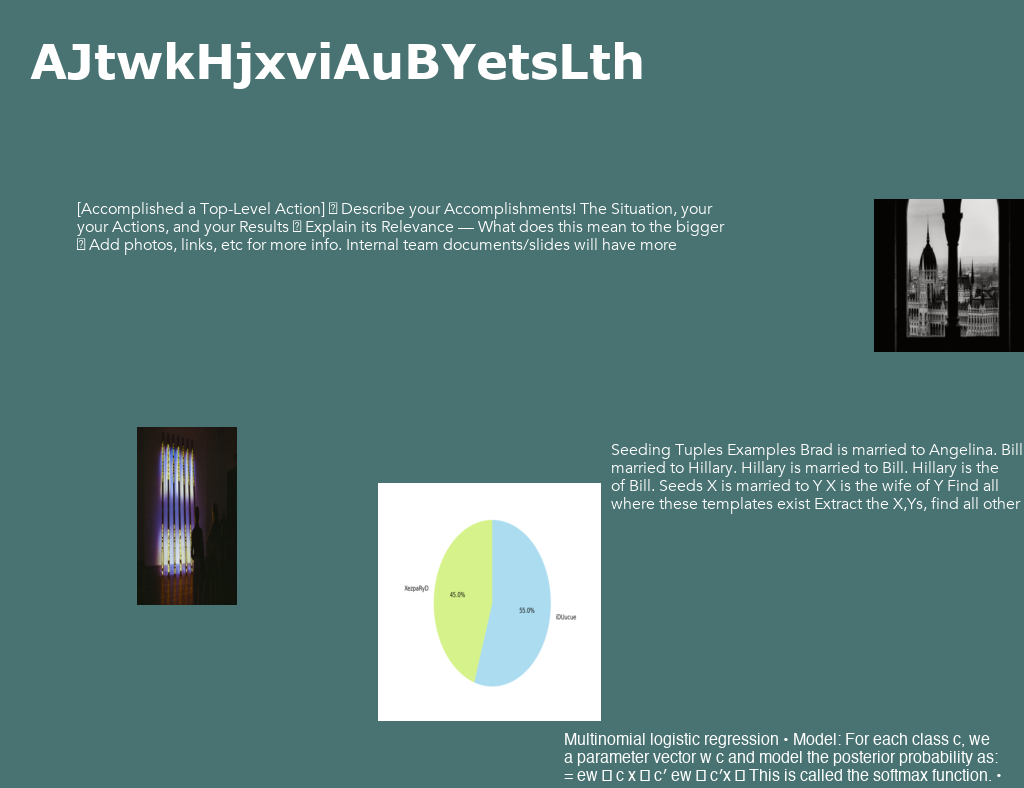 AJtwkHjxviAuBYetsLth
[Accomplished a Top-Level Action] Describe your Accomplishments! The Situation, your
your Actions, and your Results Explain its Relevance — What does this mean to the bigger
Add photos, links, etc for more info. Internal team documents/slides will have more
Seeding Tuples Examples Brad is married to Angelina. Bill
married to Hillary. Hillary is married to Bill. Hillary is the
of Bill. Seeds X is married to Y X is the wife of Y Find all
where these templates exist Extract the X,Ys, find all other
XezpaRyD
45.0%
55.0%
iDUucue
Multinomial logistic regression • Model: For each class c, we
a parameter vector w c and model the posterior probability as:
= ew c x c′ ew c′x This is called the softmax function. •